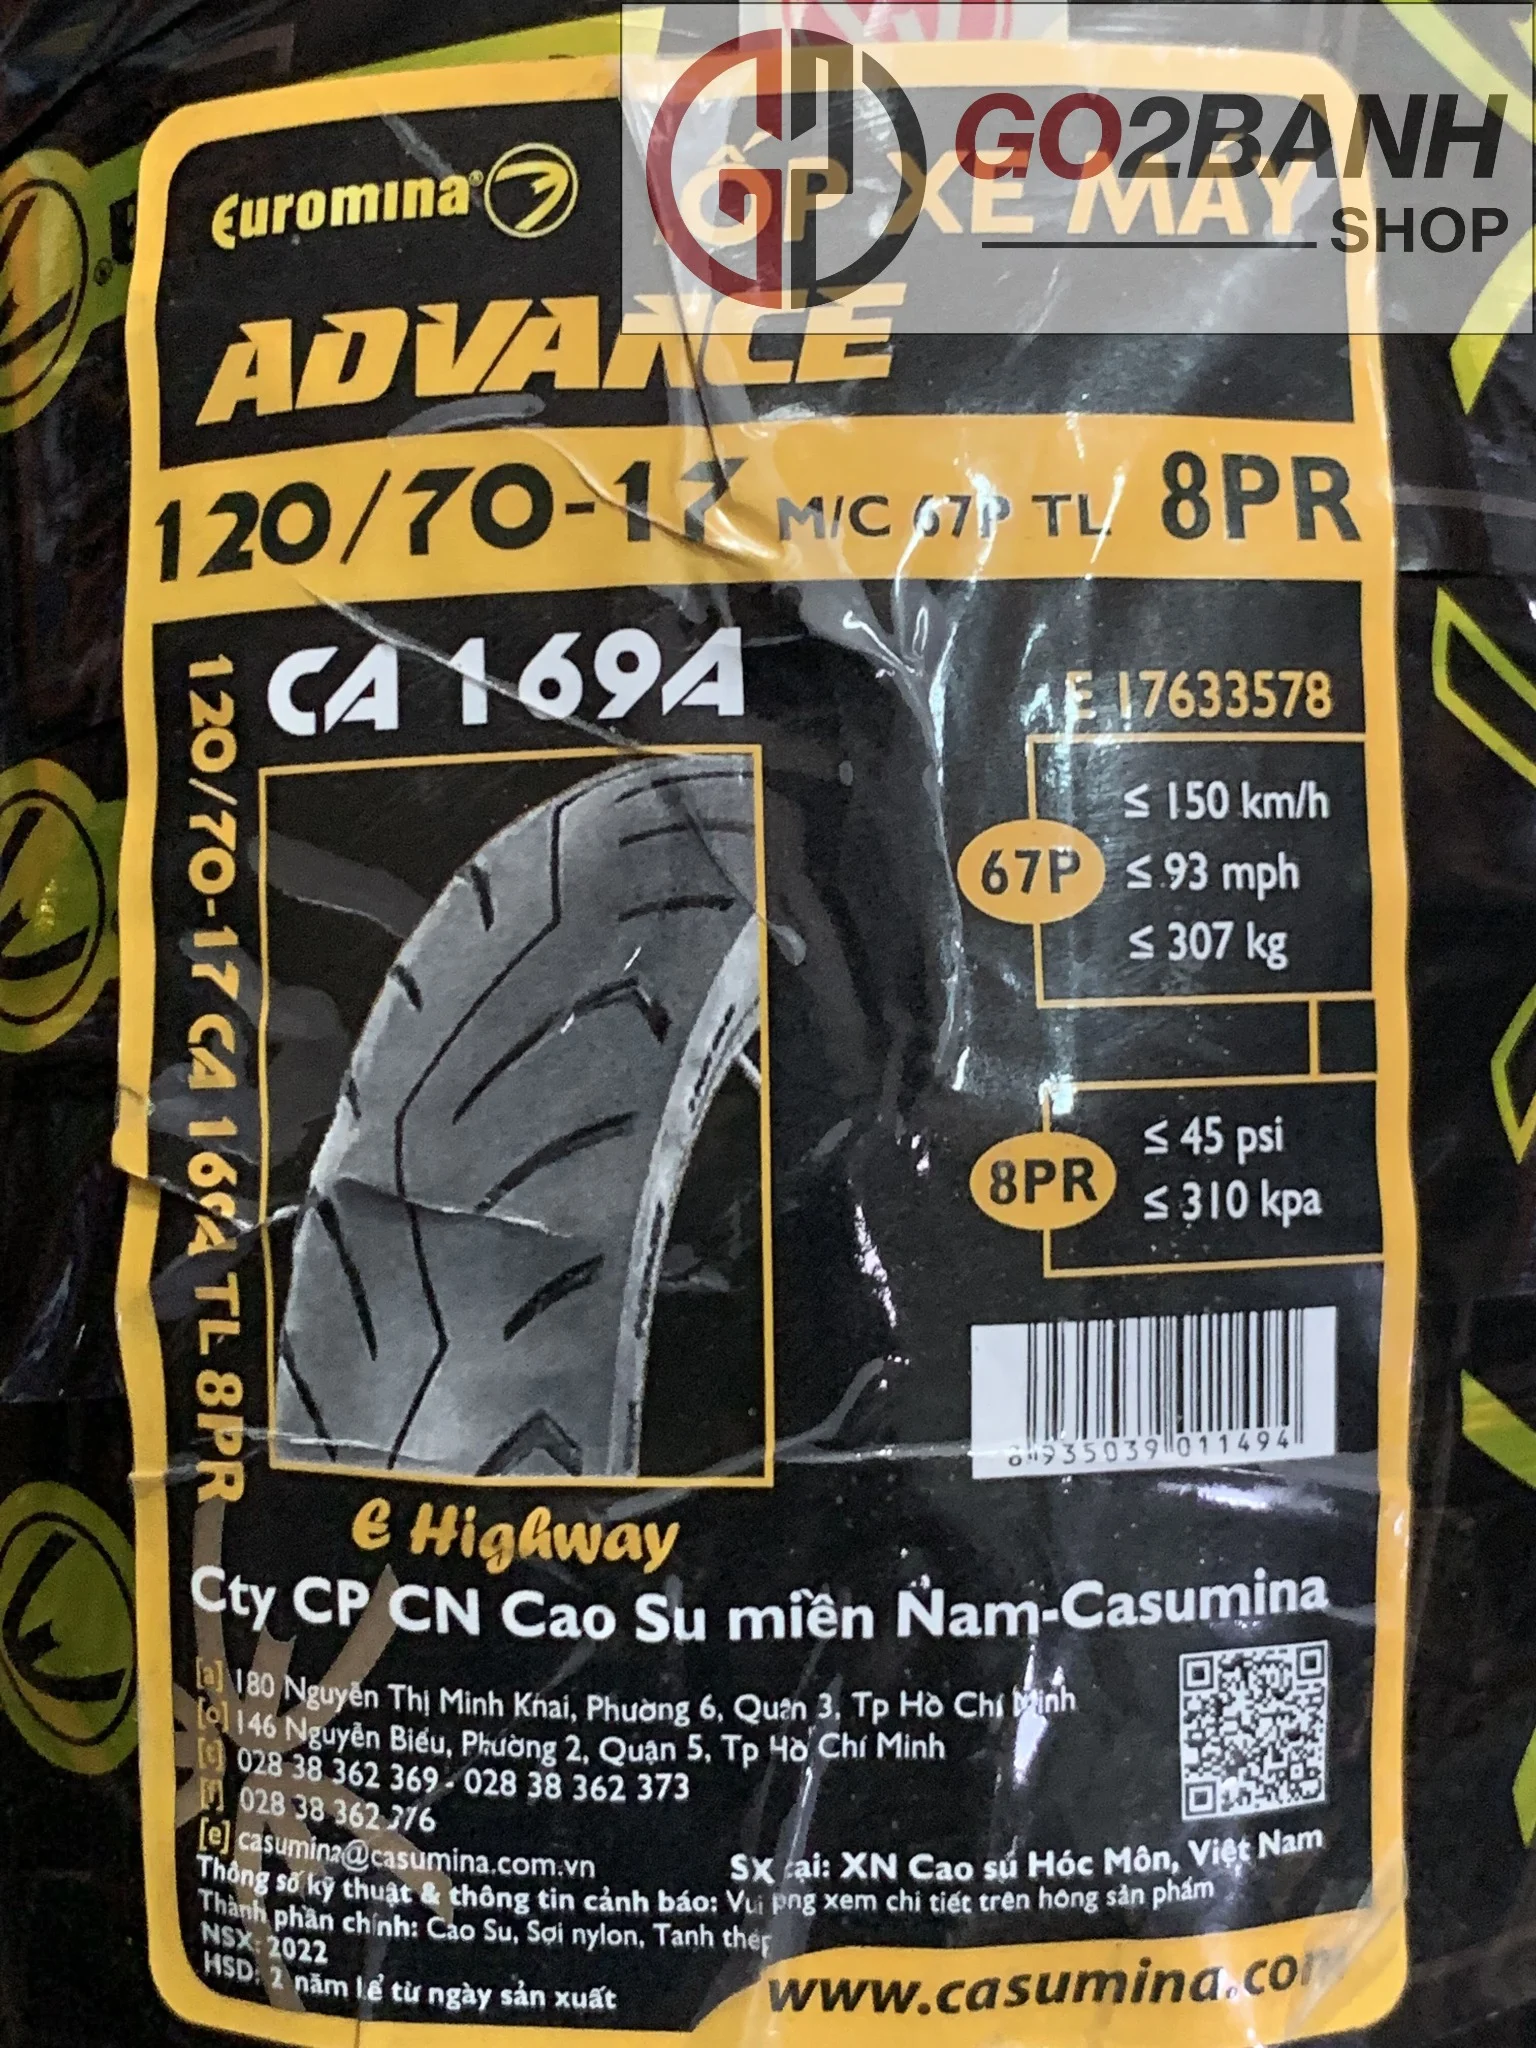 GO2BANH
SHOP
Euromina®
ỐP XE MÁY
ADVANCE
120/70-17 M/C 67P TL 8PR
CA 169A
E 17633578
67P
≤ 150 km/h
≤ 93 mph
≤ 307 kg
8PR
≤ 45 psi
≤ 310 kpa
120/70-17 CA 169A TL 8PR
8 935039 011494
E Highway
Cty CP CN Cao Su miền Nam-Casumina
[a] 180 Nguyễn Thị Minh Khai, Phường 6, Quận 3, Tp Hồ Chí Minh
[o] 146 Nguyễn Biểu, Phường 2, Quận 5, Tp Hồ Chí Minh
[t] 028 38 362 369 - 028 38 362 373
[f] 028 38 362 376
[e] casumina@casumina.com.vn
Sx tại: XN Cao su Hóc Môn, Việt Nam
Thông số kỹ thuật & thông tin cảnh báo: Vui lòng xem chi tiết trên hông sản phẩm
Thành phần chính: Cao Su, Sợi nylon, Tanh thép
NSX: 2022
HSD: 2 năm kể từ ngày sản xuất
www.casumina.com